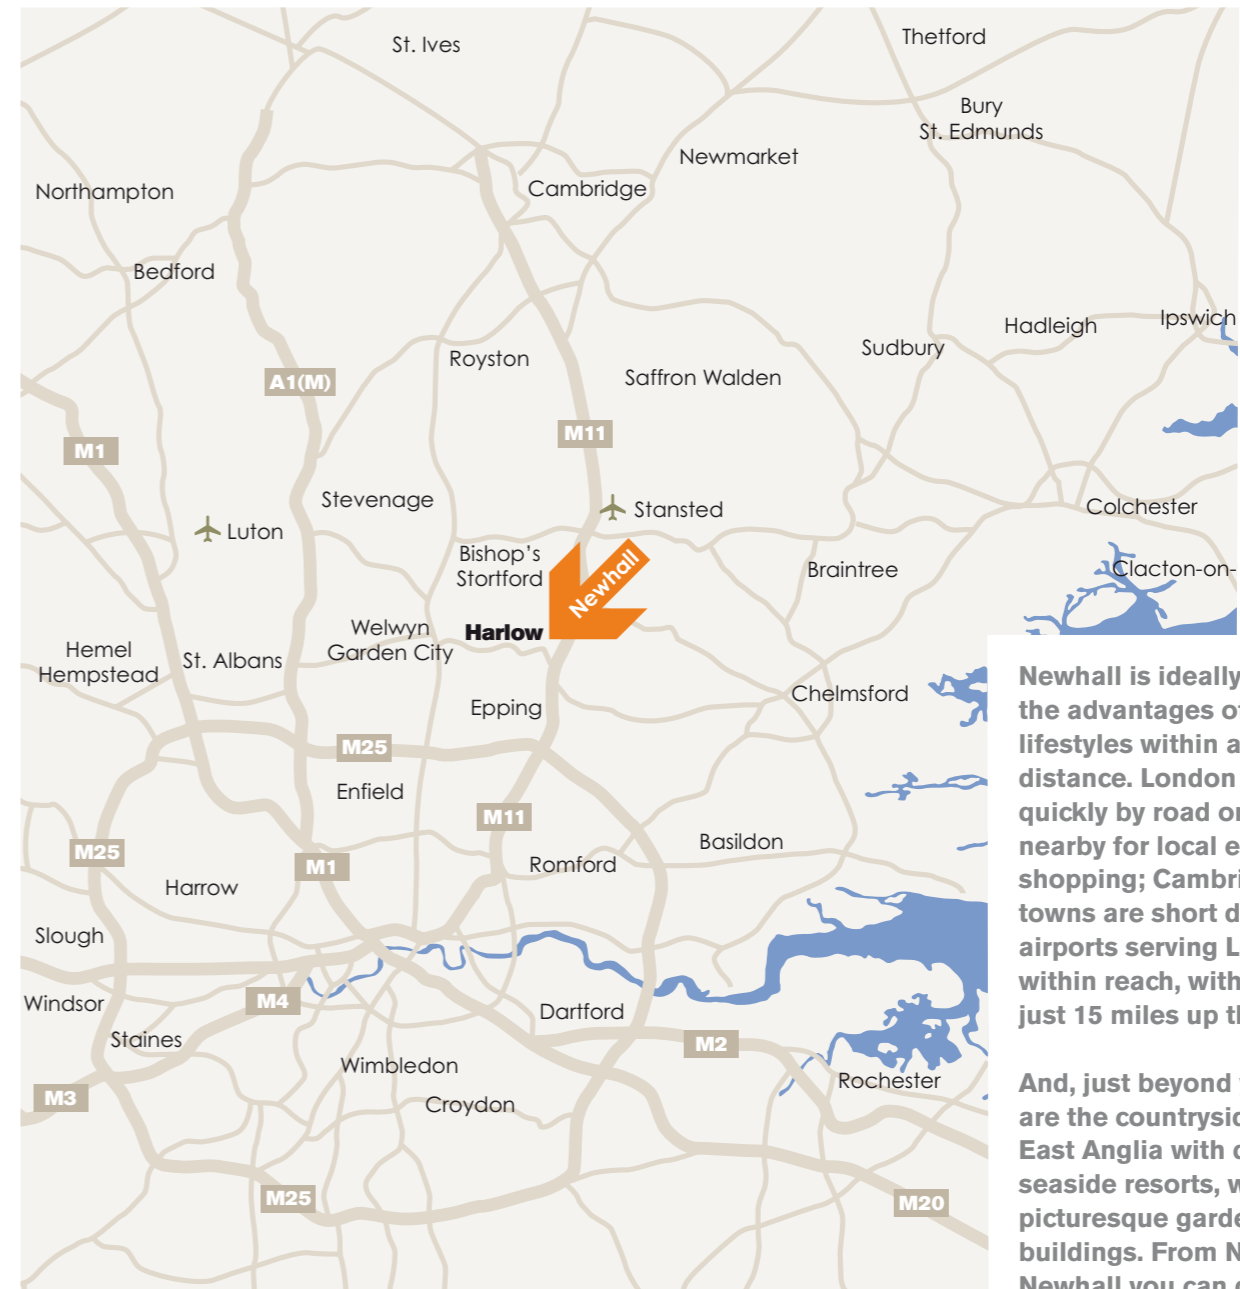 St. Ives
Thetford
Bury
St. Edmunds
Newmarket
Northampton
Cambridge
Bedford
Ipswich
Hadleigh
Sudbury
Royston
Saffron Walden
A1(M)
M11
M1
Stevenage
Stansted
Colchester
Luton
Bishop's
Stortford
Newhall
Braintree
Clacton-on-
Harlow
Welwyn
Garden City
Hemel
Hempstead
St. Albans
Chelmsford
Epping
M25
Enfield
M11
Basildon
M25
M1
Romford
Harrow
Slough
Windsor
M4
Dartford
Staines
M2
Wimbledon
Rochester
M3
Croydon
M25
M20
Newhall is ideally
the advantages of
lifestyles within a
distance. London
quickly by road or
nearby for local e
shopping; Cambri
towns are short d
airports serving L
within reach, with
just 15 miles up th
And, just beyond
are the countrysid
East Anglia with
seaside resorts, w
picturesque garde
buildings. From N
Newhall you can